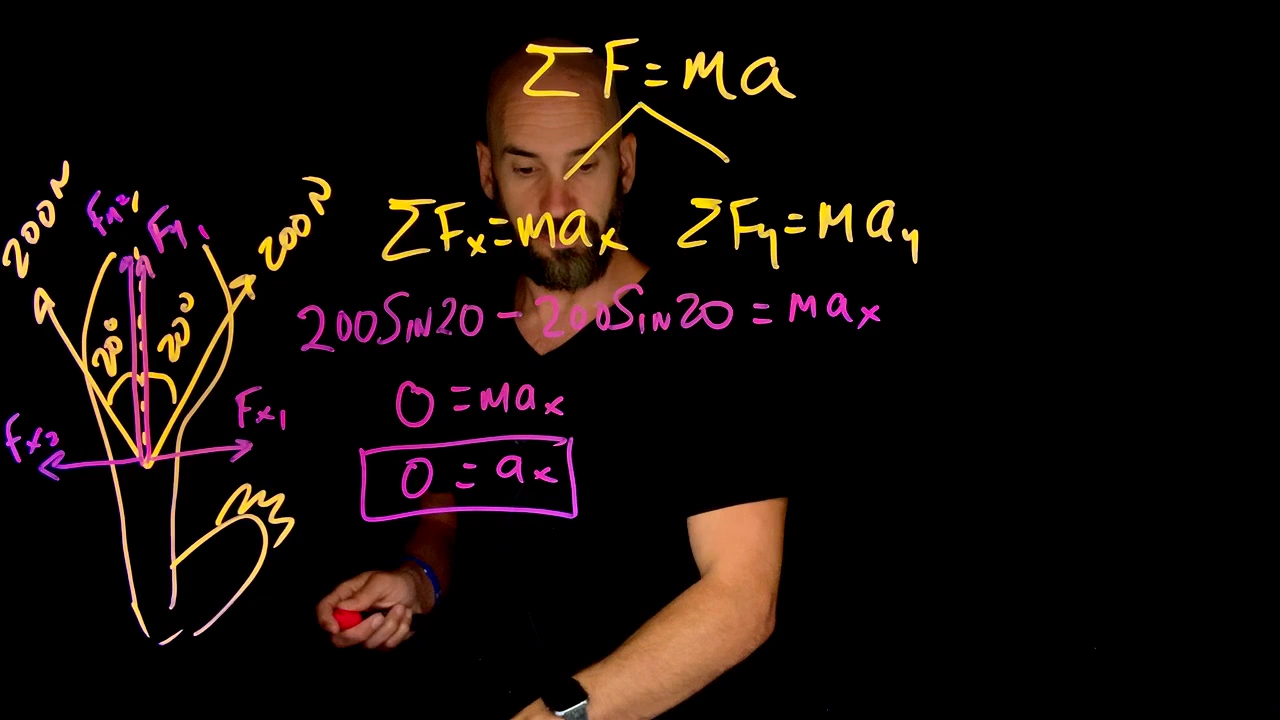 ΣF=ma
ΣFx=max
ΣFy=may
200SIN20 - 200SIN20 = max
0 = max
0 = ax
200N
Fy2
Fy1
200N
20°
20°
Fx2
Fx1